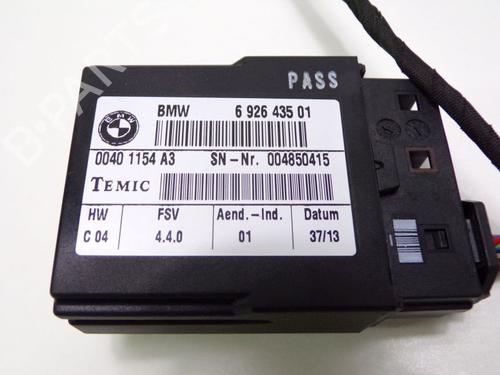 PASS
BMW
BMW 6 926 435 01
0040 1154 A3 SN-Nr. 004850415
TEMIC
HW FSV Aend.-Ind. Datum
C 04 4.4.0 01 37/13